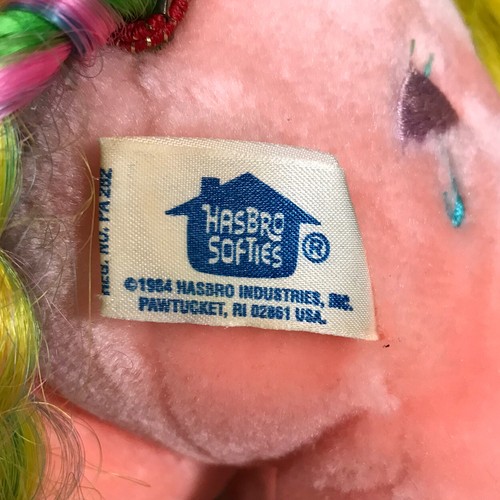 HASBRO
SOFTIES
®
©1984 HASBRO INDUSTRIES, INC.
PAWTUCKET, RI 02861 USA.
REG. NO. PA 202